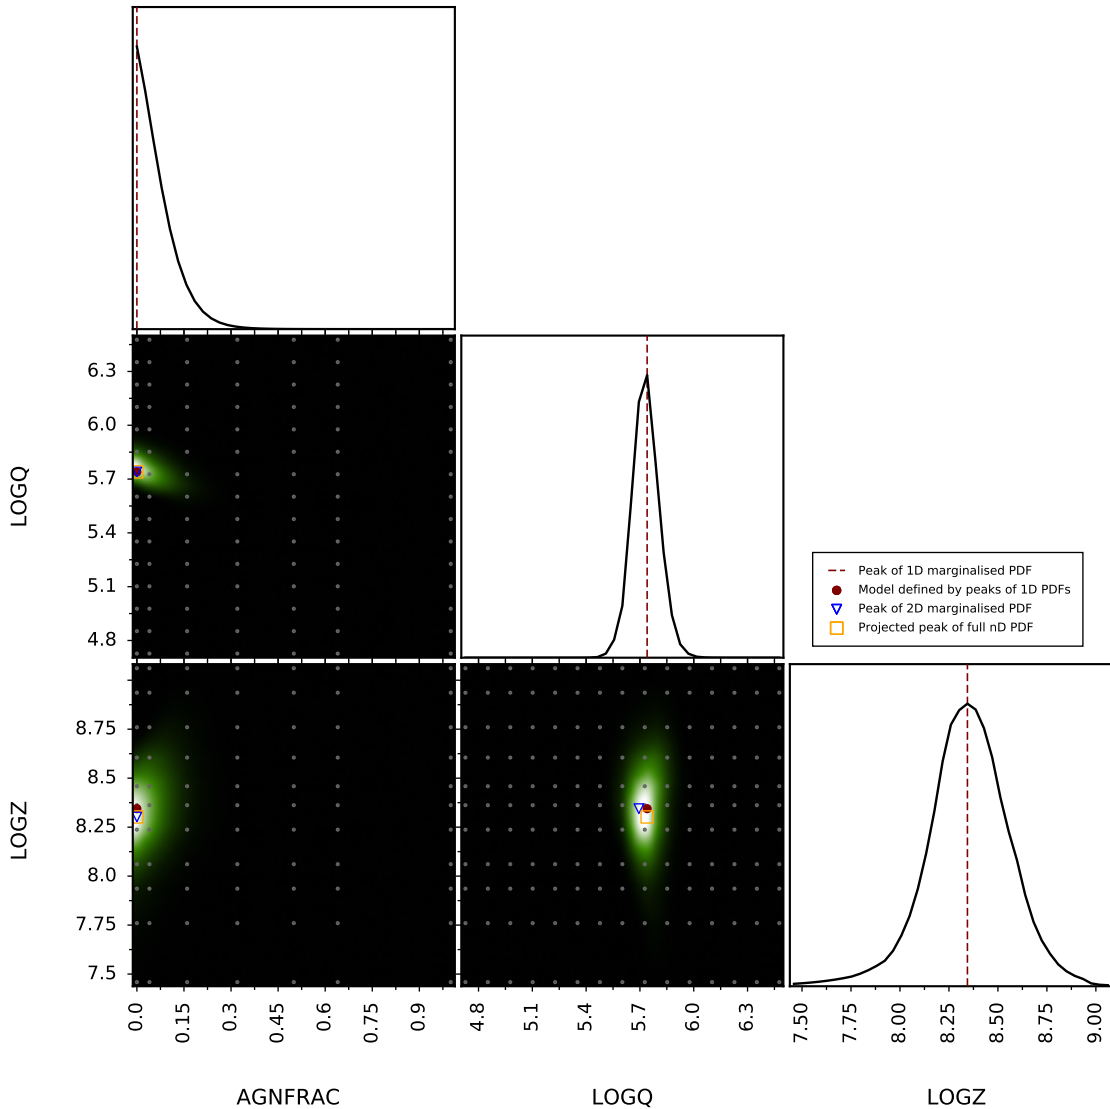 6.3
6.0
5.7
5.4
5.1
4.8
LOGQ
Peak of 1D marginalised PDF
Model defined by peaks of 1D PDFs
Peak of 2D marginalised PDF
Projected peak of full nD PDF
8.75
8.5
8.25
8.0
7.75
7.5
LOGZ
0.0 0.15 0.3 0.45 0.6 0.75 0.9
4.8 5.1 5.4 5.7 6.0 6.3
7.50 7.75 8.00 8.25 8.50 8.75 9.00
AGNFRAC LOGQ LOGZ